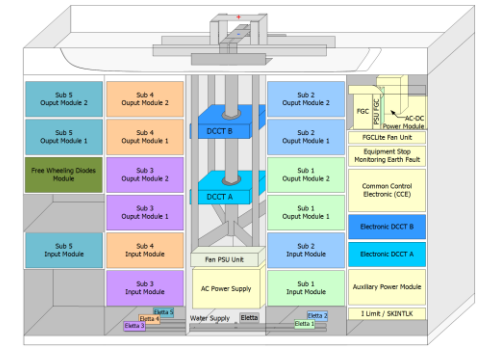 Sub 5
Ouput Module 2
Sub 4
Ouput Module 2
Sub 2
Ouput Module 2
FGC
PSU FGC
AC-DC
Power Module
Sub 5
Ouput Module 1
Sub 4
Ouput Module 1
DCCT B
Sub 2
Ouput Module 1
FGCLite Fan Unit
Equipment Stop
Monitoring Earth Fault
Free Wheeling Diodes
Module
Sub 3
Ouput Module 2
DCCT A
Sub 1
Ouput Module 2
Common Control
Electronic (CCE)
Sub 3
Ouput Module 1
Sub 1
Ouput Module 1
Electronic DCCT B
Sub 5
Input Module
Sub 4
Input Module
Fan PSU Unit
Sub 2
Input Module
Electronic DCCT A
Sub 3
Input Module
AC Power Supply
Sub 1
Input Module
Auxiliary Power Module
Eletta 5
Eletta 4
Eletta 3
Water Supply
Eletta
Eletta 2
Eletta 1
I Limit / SKINTLK